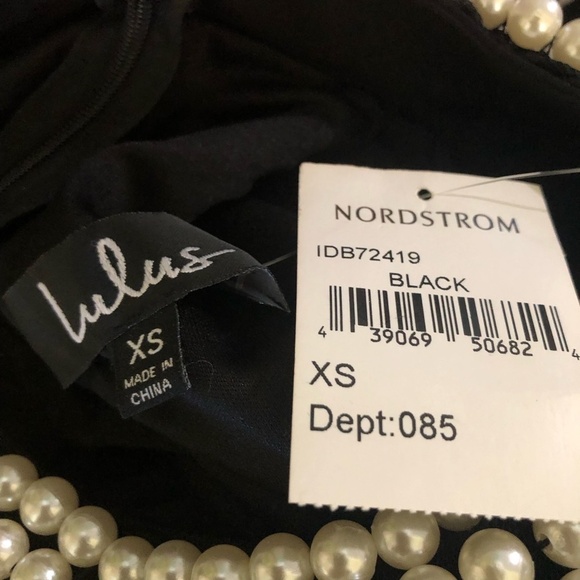 lulus
XS
MADE IN
CHINA
NORDSTROM
IDB72419
BLACK
4 39069 50682 4
XS
Dept:085